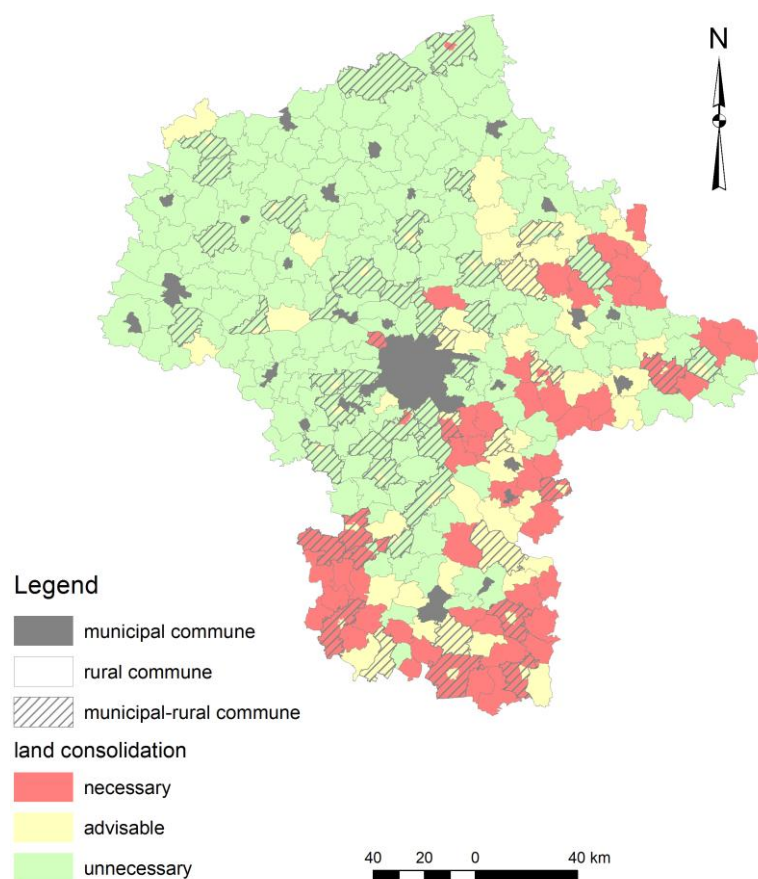 N
Legend
municipal commune
rural commune
municipal-rural commune
land consolidation
necessary
advisable
unnecessary
40 20 0 40 km